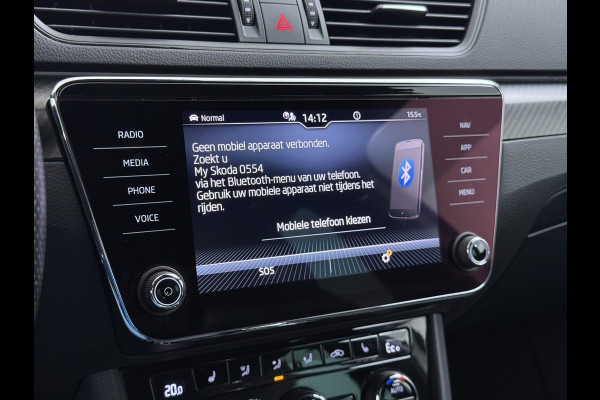 Normal 14:12 15.5°C
RADIO
MEDIA
PHONE
VOICE
Geen mobiel apparaat verbonden.
Zoekt u
My Skoda 0554
via het Bluetooth-menu van uw telefoon.
Gebruik uw mobiele apparaat niet tijdens het
rijden.
Mobiele telefoon kiezen
SOS
NAV
APP
CAR
MENU
20.0
AUTO